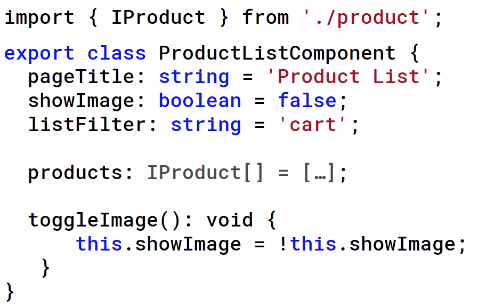 import { IProduct } from './product';
export class ProductListComponent {
pageTitle: string = 'Product List';
showImage: boolean = false;
listFilter: string = 'cart';
products: IProduct[] = […];
toggleImage(): void {
this.showImage = !this.showImage;
}
}